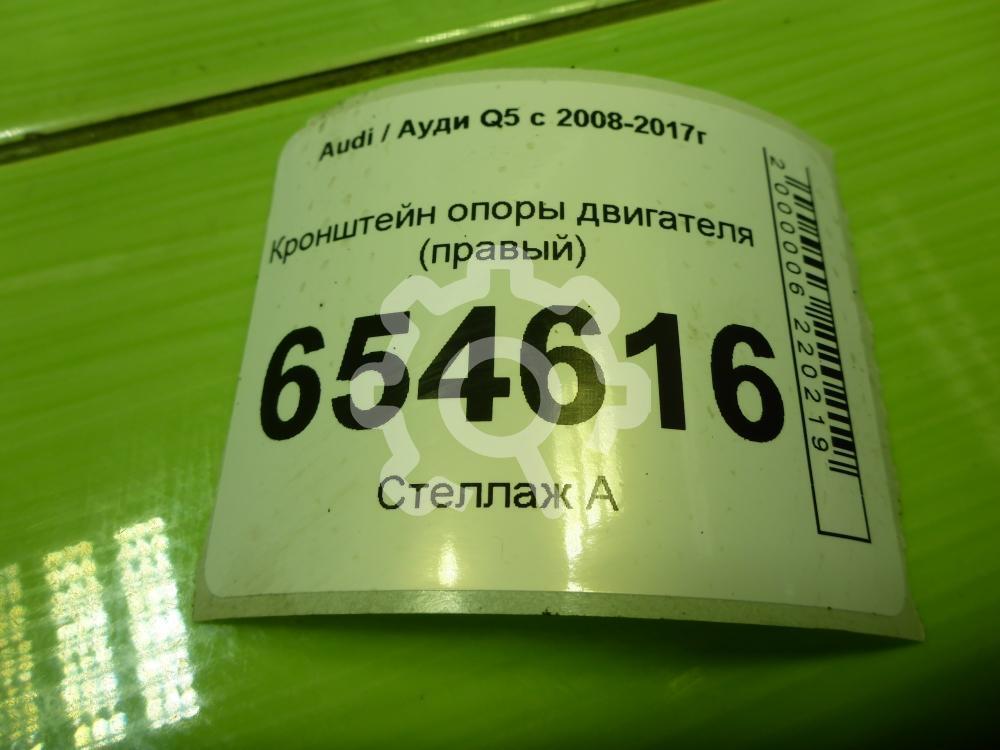 Audi / Ауди Q5 с 2008-2017г
Кронштейн опоры двигателя
(правый)
654616
Стеллаж А
2000006220219